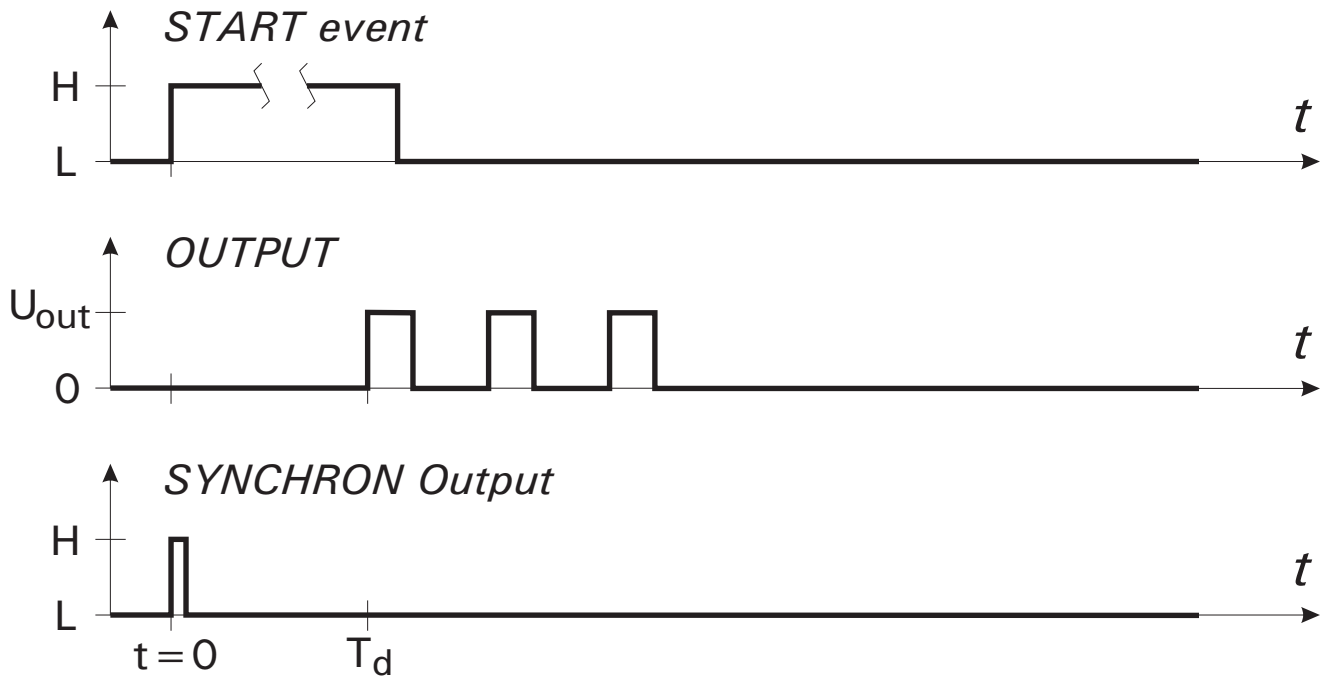 START event
H
t
L
OUTPUT
Uout
t
0
SYNCHRON Output
H
t
L
t = 0
Td